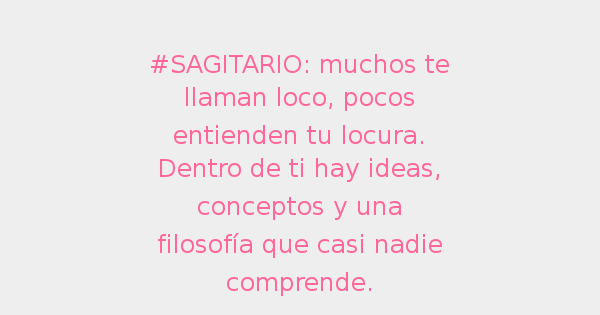 #SAGITARIO: muchos te
llaman loco, pocos
entienden tu locura.
Dentro de ti hay ideas,
conceptos y una
filosofía que casi nadie
comprende.